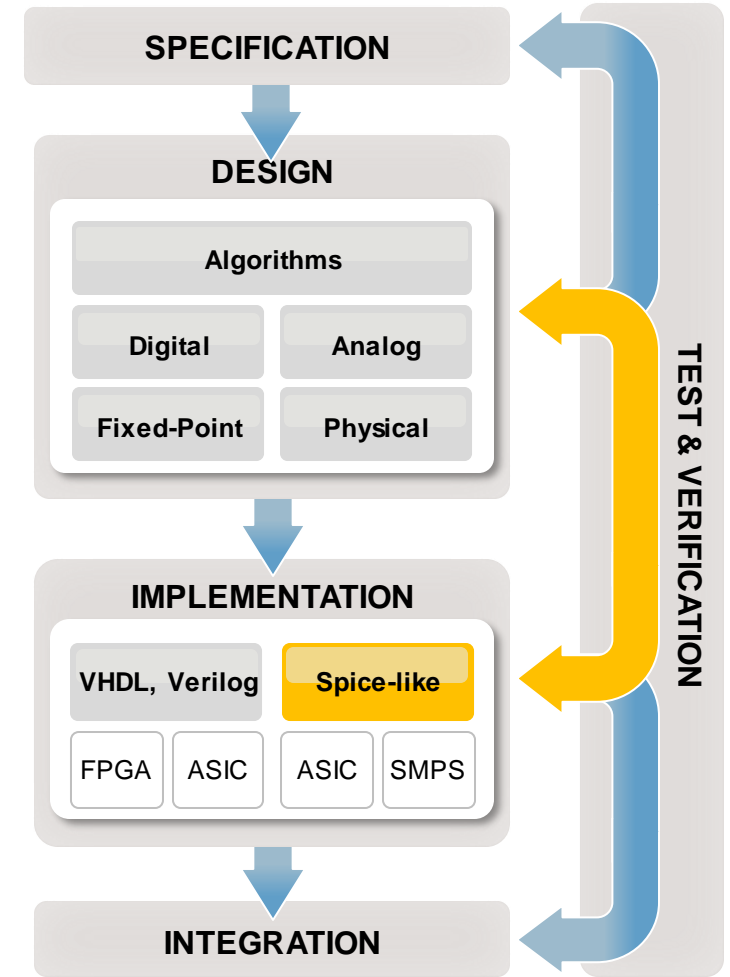 SPECIFICATION
DESIGN
Algorithms
Digital
Analog
Fixed-Point
Physical
IMPLEMENTATION
VHDL, Verilog
Spice-like
FPGA
ASIC
ASIC
SMPS
INTEGRATION
TEST & VERIFICATION